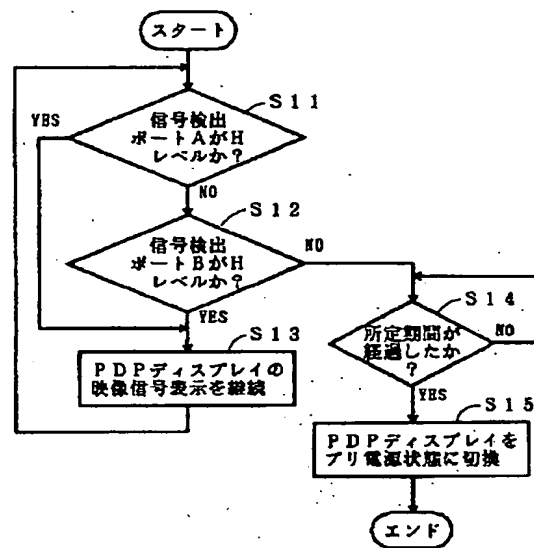 スタート
S11
信号検出
ポートAがH
レベルか?
YES
NO
S12
信号検出
ポートBがH
レベルか?
NO
YES
S13
PDPディスプレイの
映像信号表示を継続
S14
所定期間が
経過したか
?
NO
YES
S15
PDPディスプレイを
プリ電源状態に切換
エンド